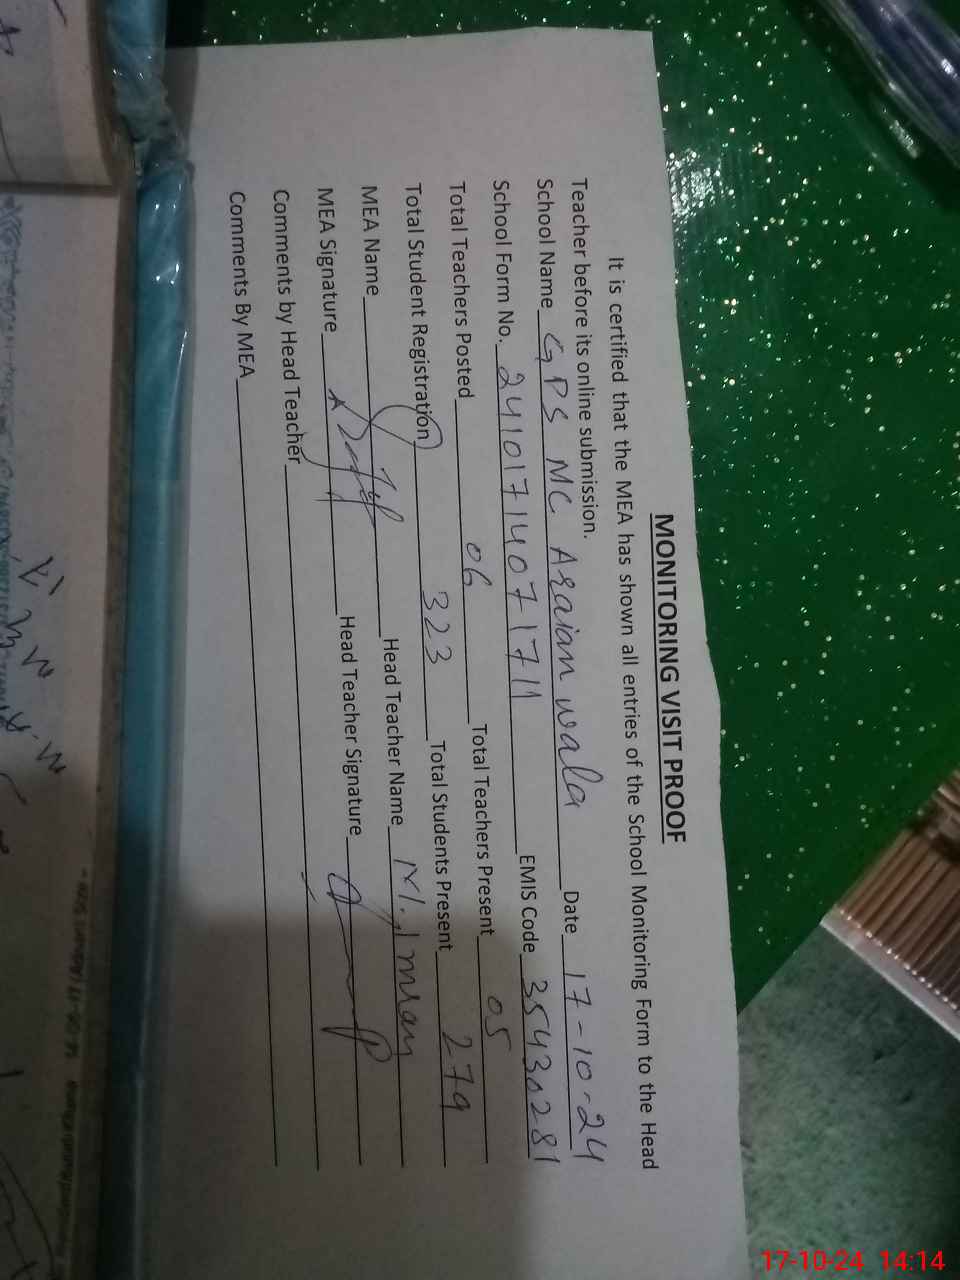 MONITORING VISIT PROOF
It is certified that the MEA has shown all entries of the School Monitoring Form to the Head
Teacher before its online submission.
School Name GPS MC Araian wala Date 17-10-24
School Form No. 24101714071711 EMIS Code 35430281
Total Teachers Posted 06 Total Teachers Present 05
Total Student Registration 323 Total Students Present 279
MEA Name Head Teacher Name M. Imran
MEA Signature Head Teacher Signature
Comments by Head Teacher
Comments By MEA
17-10-24 14:14